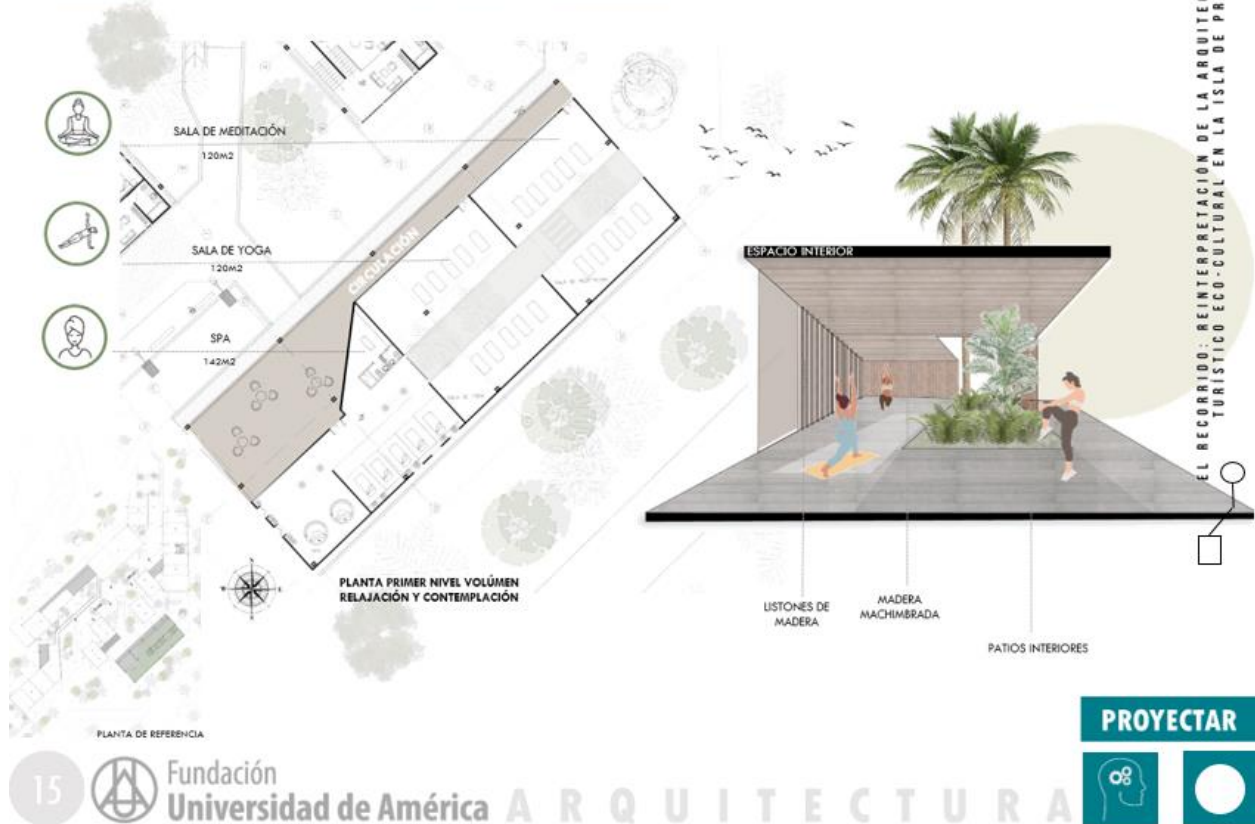 SALA DE MEDITACIÓN
120M2
SALA DE YOGA
120M2
SPA
142M2
CIRCULACIÓN
PLANTA PRIMER NIVEL VOLÚMEN
RELAJACIÓN Y CONTEMPLACIÓN
PLANTA DE REFERENCIA
ESPACIO INTERIOR
LISTONES DE
MADERA
MADERA
MACHIMBRADA
PATIOS INTERIORES
EL RECORRIDO: REINTERPRETACIÓN DE LA ARQUITEC
TURÍSTICO ECO-CULTURAL EN LA ISLA DE PR
PROYECTAR
15
Fundación
Universidad de América
ARQUITECTURA